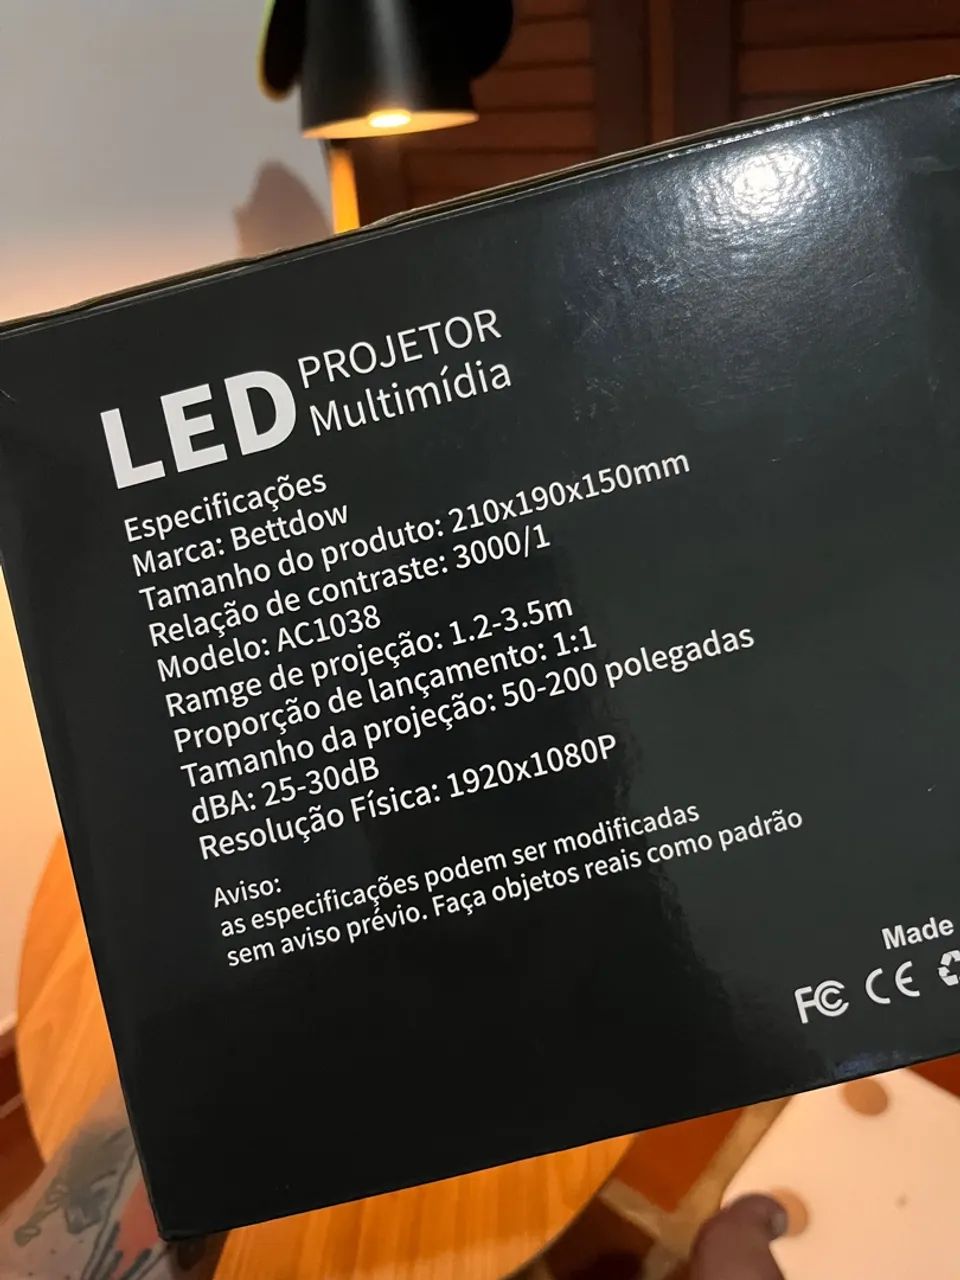 LED PROJETOR
Multimídia
Especificações
Marca: Bettdow
Tamanho do produto: 210x190x150mm
Relação de contraste: 3000/1
Modelo: AC1038
Ramge de projeção: 1.2-3.5m
Proporção de lançamento: 1:1
Tamanho da projeção: 50-200 polegadas
dBA: 25-30dB
Resolução Física: 1920x1080P
Aviso:
as especificações podem ser modificadas
sem aviso prévio. Faça objetos reais como padrão
Made
FC CE